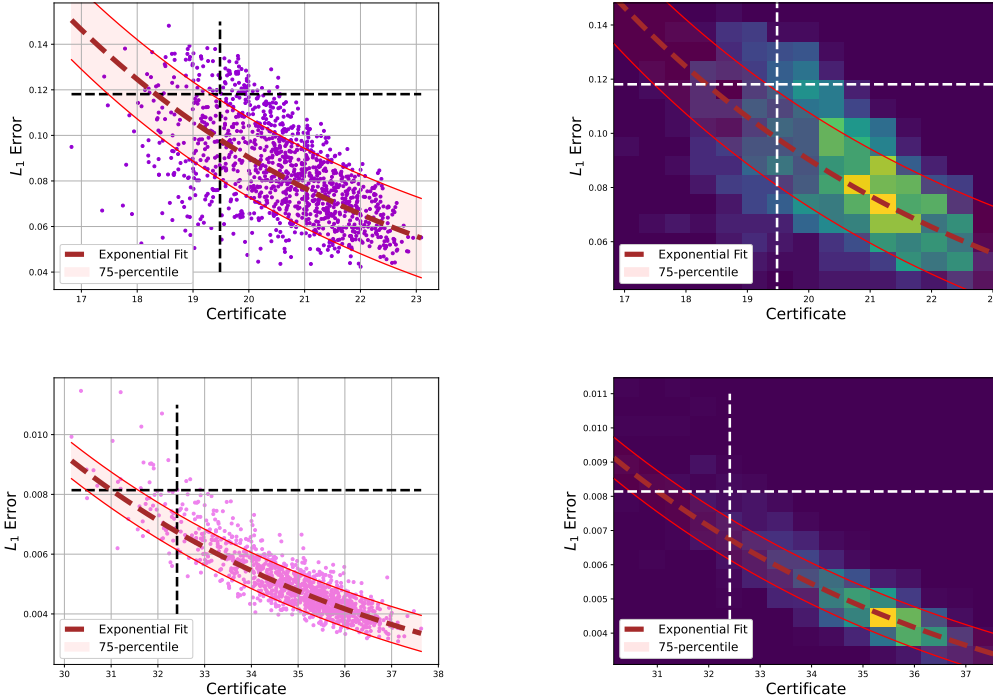 0.14
0.12
0.10
0.08
0.06
0.04
L1 Error
Exponential Fit
75-percentile
17 18 19 20 21 22 23
Certificate
0.14
0.12
0.10
0.08
0.06
L1 Error
Exponential Fit
75-percentile
17 18 19 20 21 22 23
Certificate
0.010
0.008
0.006
0.004
L1 Error
Exponential Fit
75-percentile
30 31 32 33 34 35 36 37 38
Certificate
0.011
0.010
0.009
0.008
0.007
0.006
0.005
0.004
L1 Error
Exponential Fit
75-percentile
31 32 33 34 35 36 37
Certificate